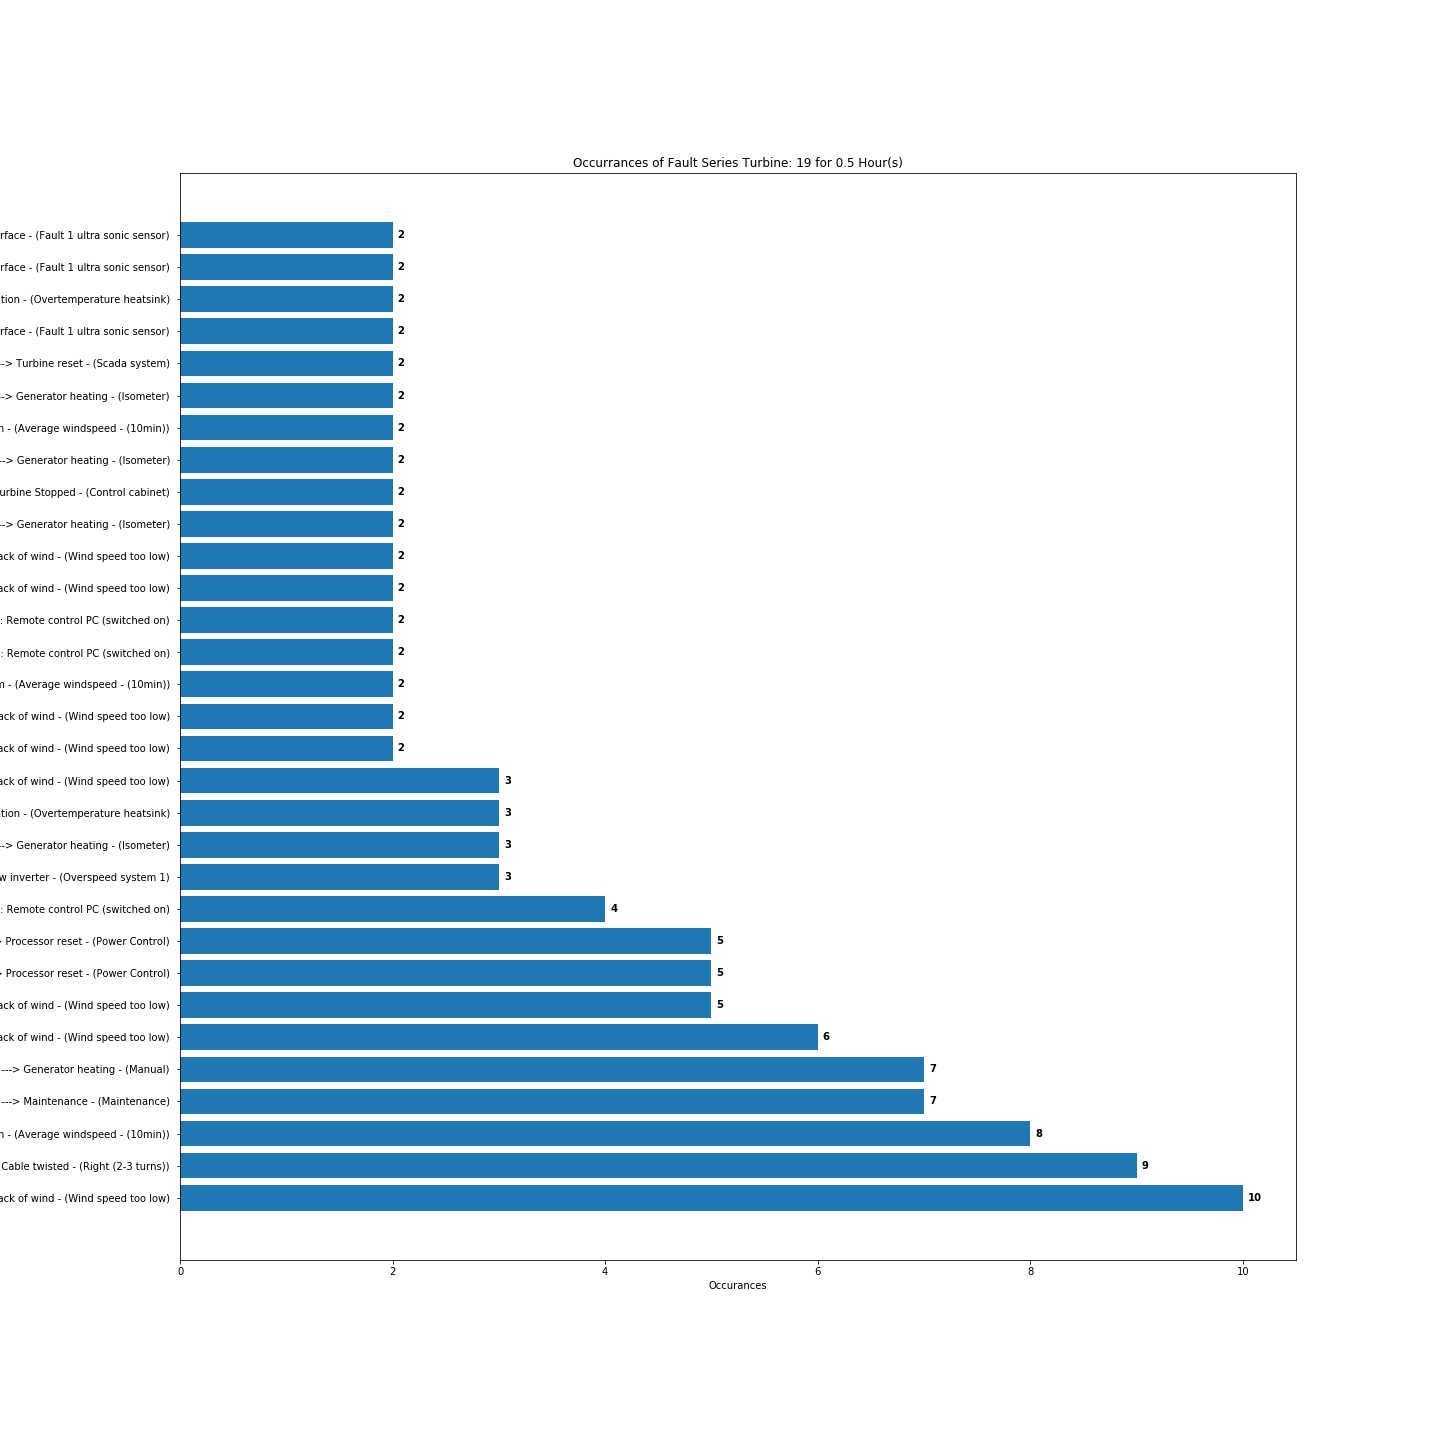 Occurrances of Fault Series Turbine: 19 for 0.5 Hour(s)
rface - (Fault 1 ultra sonic sensor) 2
rface - (Fault 1 ultra sonic sensor) 2
tion - (Overtemperature heatsink) 2
rface - (Fault 1 ultra sonic sensor) 2
--> Turbine reset - (Scada system) 2
--> Generator heating - (Isometer) 2
- (Average windspeed - (10min)) 2
--> Generator heating - (Isometer) 2
urbine Stopped - (Control cabinet) 2
--> Generator heating - (Isometer) 2
ack of wind - (Wind speed too low) 2
ack of wind - (Wind speed too low) 2
: Remote control PC (switched on) 2
: Remote control PC (switched on) 2
- (Average windspeed - (10min)) 2
ack of wind - (Wind speed too low) 2
ack of wind - (Wind speed too low) 2
ack of wind - (Wind speed too low) 3
tion - (Overtemperature heatsink) 3
--> Generator heating - (Isometer) 3
w inverter - (Overspeed system 1) 3
: Remote control PC (switched on) 4
> Processor reset - (Power Control) 5
> Processor reset - (Power Control) 5
ack of wind - (Wind speed too low) 5
ack of wind - (Wind speed too low) 6
---> Generator heating - (Manual) 7
---> Maintenance - (Maintenance) 7
- (Average windspeed - (10min)) 8
Cable twisted - (Right (2-3 turns)) 9
ack of wind - (Wind speed too low) 10
0 2 4 6 8 10
Occurances